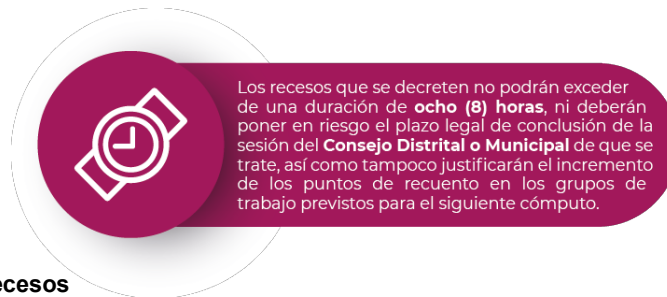 Los recesos que se decreten no podrán exceder
de una duración de ocho (8) horas, ni deberán
poner en riesgo el plazo legal de conclusión de la
sesión del Consejo Distrital o Municipal de que se
trate, así como tampoco justificarán el incremento
de los puntos de recuento en los grupos de
trabajo previstos para el siguiente cómputo.